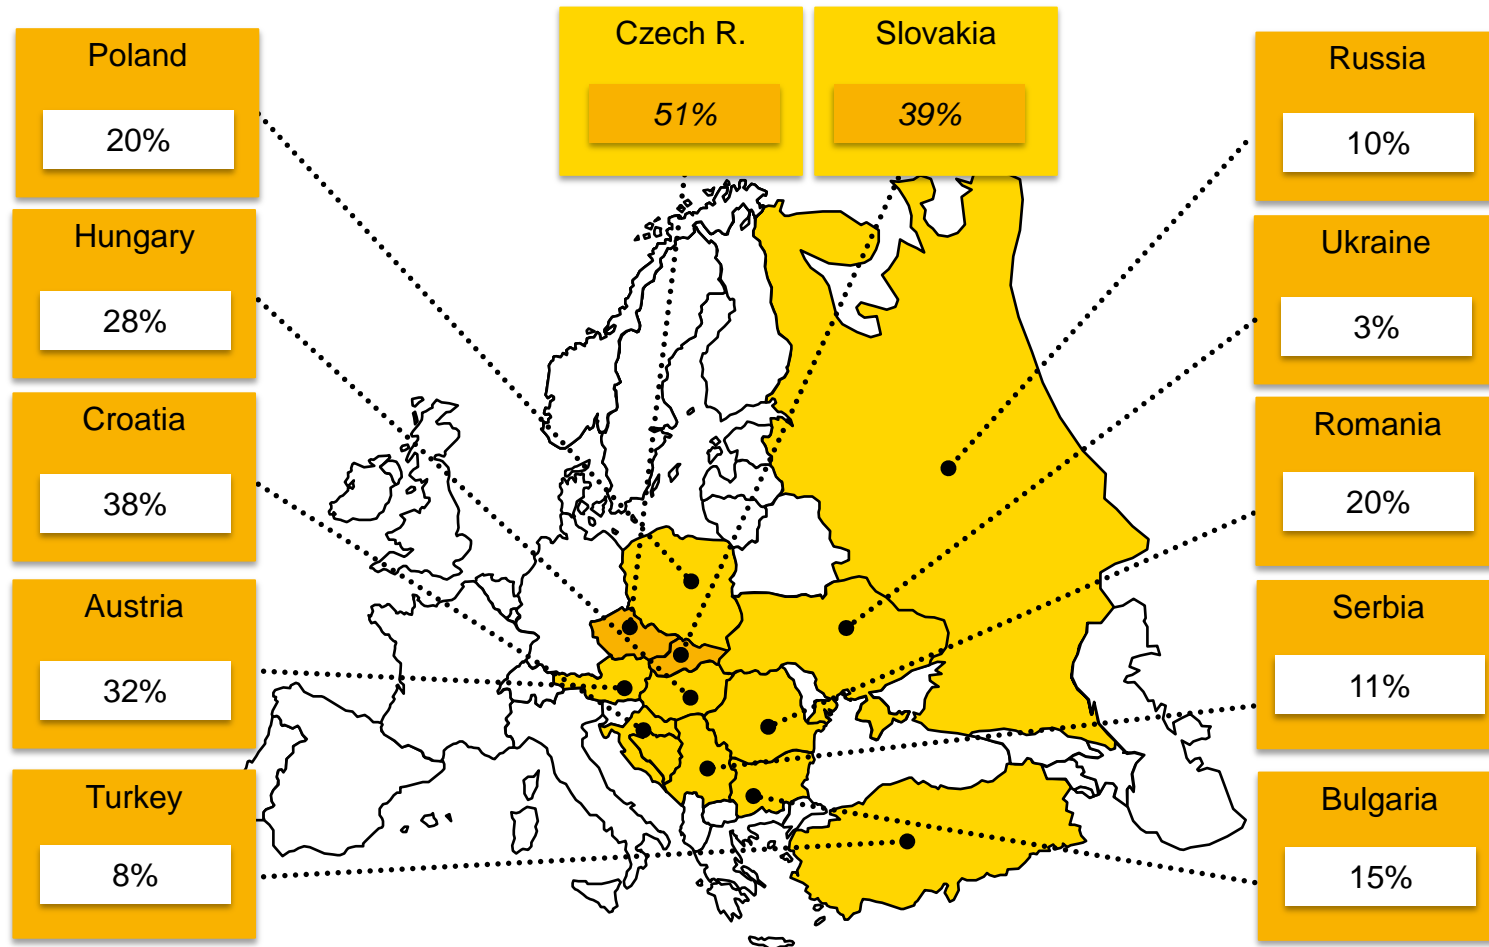 Czech R.
51%
Slovakia
39%
Poland
20%
Hungary
28%
Croatia
38%
Austria
32%
Turkey
8%
Russia
10%
Ukraine
3%
Romania
20%
Serbia
11%
Bulgaria
15%